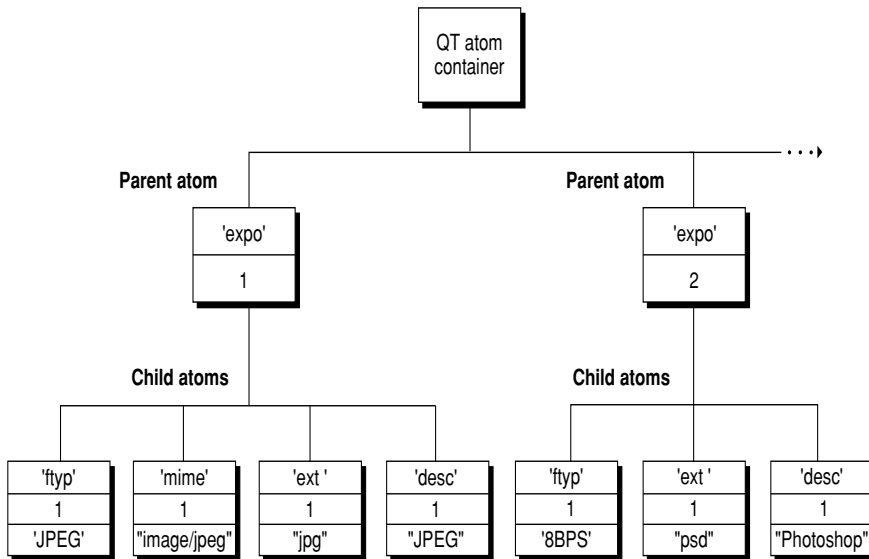 QT atom
container
Parent atom
Parent atom
'expo'
1
'expo'
2
Child atoms
Child atoms
'ftyp'
1
'JPEG'
'mime'
1
"image/jpeg"
'ext '
1
"jpg"
'desc'
1
"JPEG"
'ftyp'
1
'8BPS'
'ext '
1
"psd"
'desc'
1
"Photoshop"